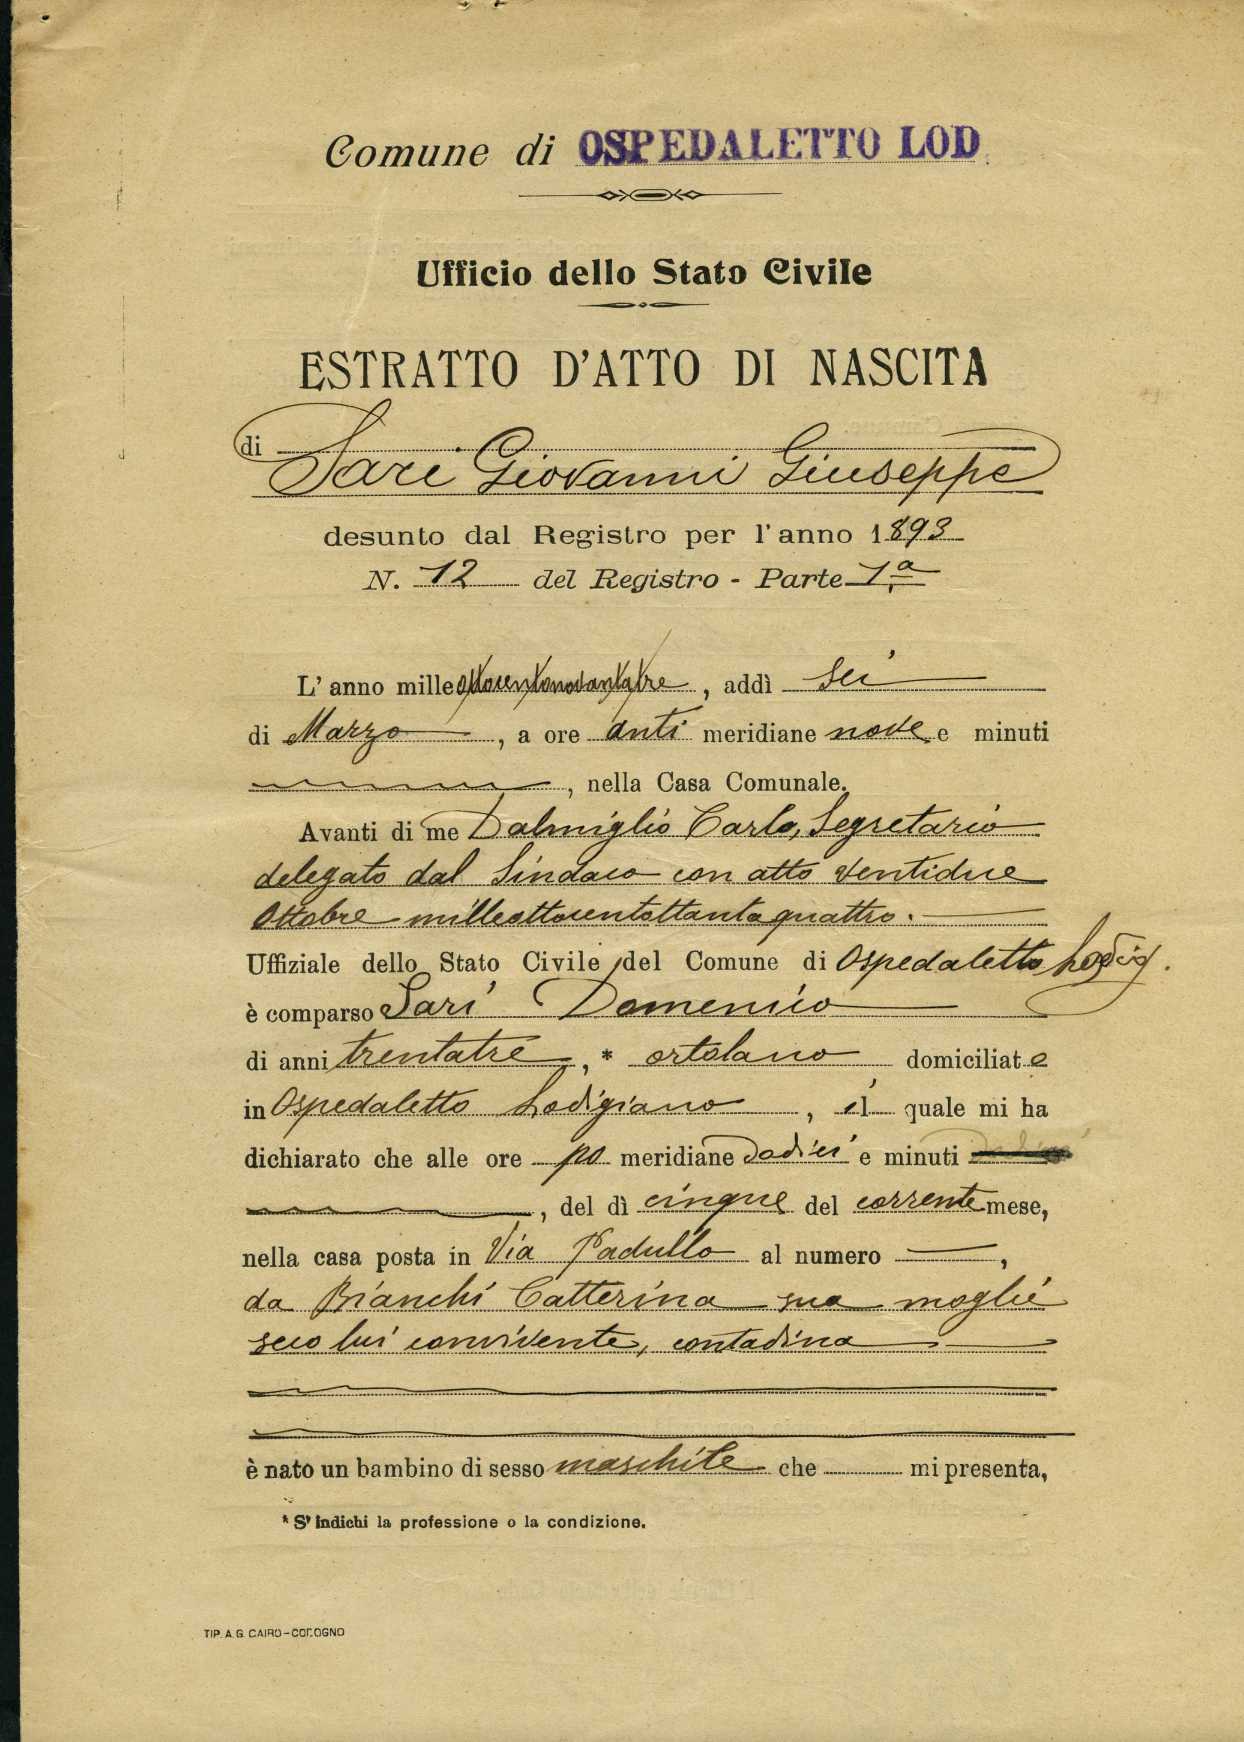 Comune di OSPEDALETTO LOD.
Ufficio dello Stato Civile
ESTRATTO D'ATTO DI NASCITA
di
Sari Giovanni Giuseppe
desunto dal Registro per l'anno 1893
N. 12 del Registro - Parte 1ª
L'anno milleottocentonovantatre, addì sei
di Marzo, a ore anti meridiane nove e minuti
, nella Casa Comunale.
Avanti di me Dalmiglio Carlo, Segretario
delegato dal Sindaco con atto ventidue
Ottobre milleottocentottantaquattro.
Uffiziale dello Stato Civile del Comune di Ospedaletto Lodig.
è comparso Sari Domenico
di anni trentatre, * ortolano domiciliato
in Ospedaletto Lodigiano, il quale mi ha
dichiarato che alle ore po meridiane dodici e minuti
, del dì cinque del corrente mese,
nella casa posta in Via Padullo al numero — ,
da Bianchi Catterina sua moglie
seco lui convivente, contadina
è nato un bambino di sesso maschile che mi presenta,
* S'indichi la professione o la condizione.
TIP. A. G. CAIRO - CODOGNO